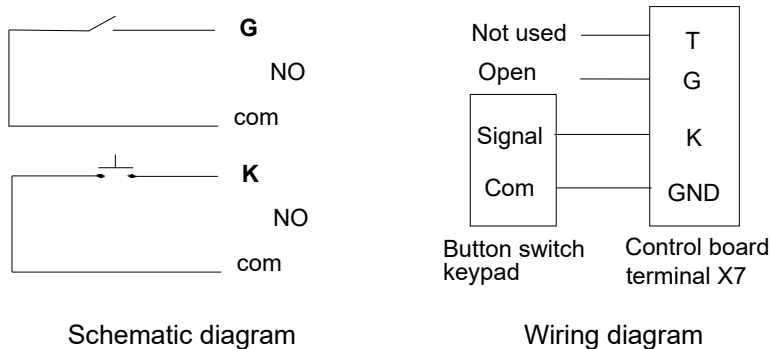 G
NO
com
K
NO
com
Schematic diagram
Not used
T
Open
G
Signal
K
Com
GND
Button switch
keypad
Control board
terminal X7
Wiring diagram